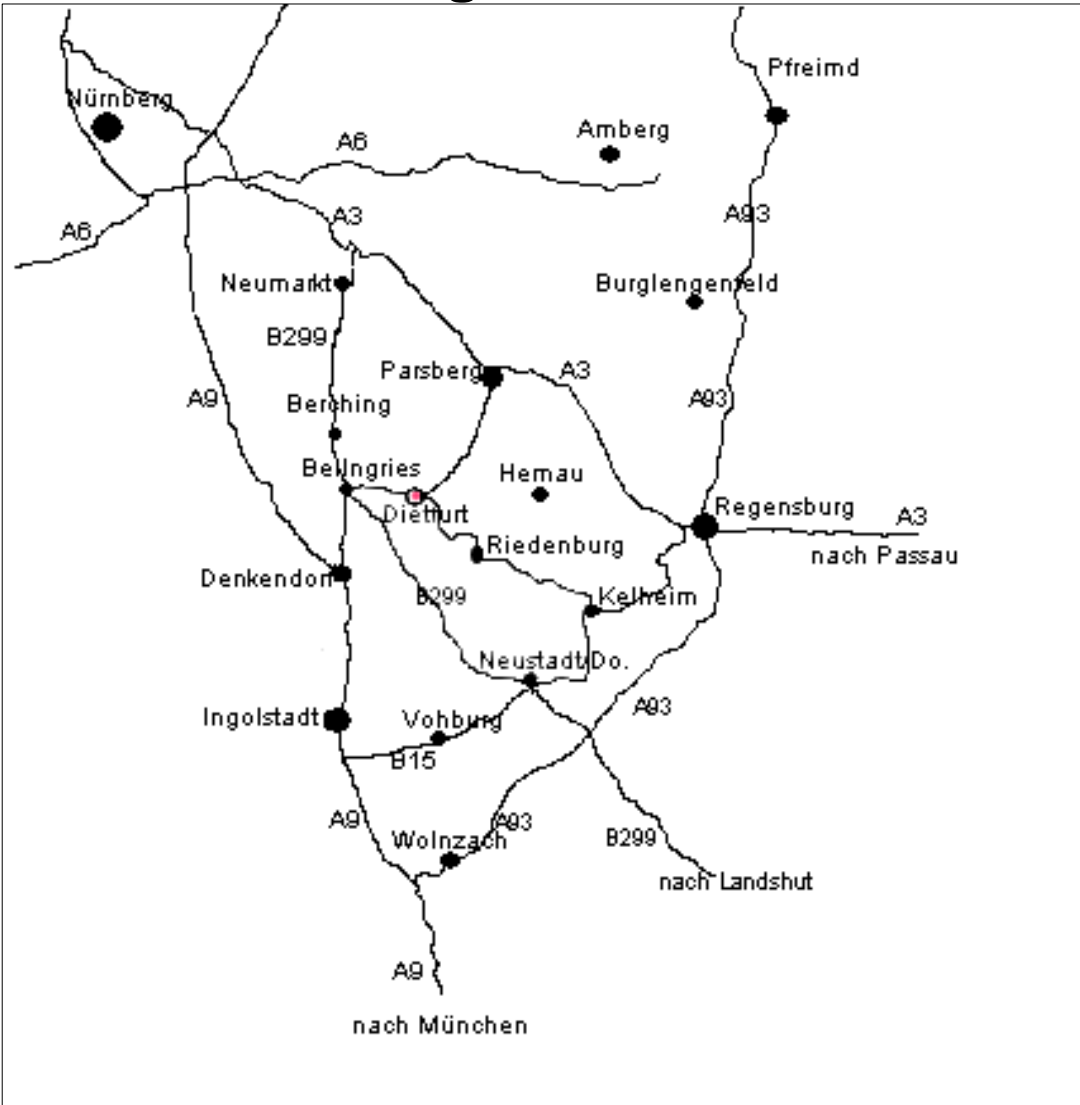 Pfreimd
Nürnberg
Amberg
A6
A3
A93
A6
Neumarkt
Burglengenfeld
B299
Parsberg
A3
A9
Berching
A93
Beilngries
Hemau
Dietfurt
Regensburg
A3
Riedenburg
nach Passau
Denkendorf
B299
Kelheim
Neustadt/Do.
A93
Ingolstadt
Vohburg
B15
A9
A93
Wolnzach
B299
nach Landshut
A9
nach München